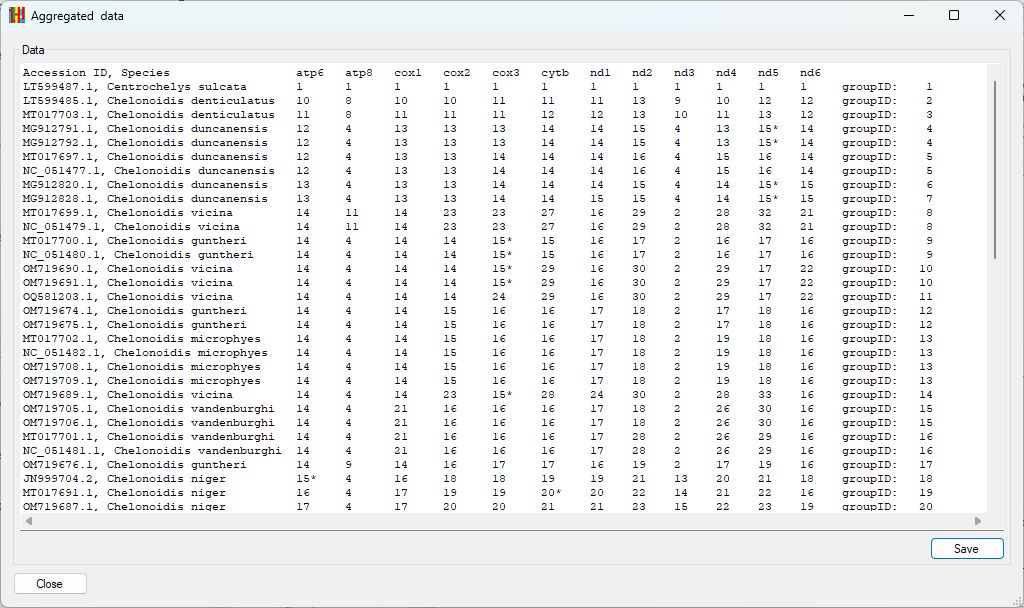 Aggregated data
Data
Accession ID, Species atp6 atp8 cox1 cox2 cox3 cytb nd1 nd2 nd3 nd4 nd5 nd6
LT599487.1, Centrochelys sulcata 1 1 1 1 1 1 1 1 1 1 1 1 groupID: 1
LT599485.1, Chelonoidis denticulatus 10 8 10 10 11 11 11 13 9 10 12 12 groupID: 2
MT017703.1, Chelonoidis denticulatus 11 8 11 11 11 12 12 13 10 11 13 12 groupID: 3
MG912791.1, Chelonoidis duncanensis 12 4 13 13 13 14 14 15 4 13 15* 14 groupID: 4
MG912792.1, Chelonoidis duncanensis 12 4 13 13 13 14 14 15 4 13 15* 14 groupID: 4
MT017697.1, Chelonoidis duncanensis 12 4 13 13 14 14 14 16 4 15 16 14 groupID: 5
NC_051477.1, Chelonoidis duncanensis 12 4 13 13 14 14 14 16 4 15 16 14 groupID: 5
MG912820.1, Chelonoidis duncanensis 13 4 13 13 14 14 14 15 4 14 15* 15 groupID: 6
MG912828.1, Chelonoidis duncanensis 13 4 13 13 14 14 15 15 4 14 15* 15 groupID: 7
MT017699.1, Chelonoidis vicina 14 11 14 23 23 27 16 29 2 28 32 21 groupID: 8
NC_051479.1, Chelonoidis vicina 14 11 14 23 23 27 16 29 2 28 32 21 groupID: 8
MT017700.1, Chelonoidis guntheri 14 4 14 14 15* 15 16 17 2 16 17 16 groupID: 9
NC_051480.1, Chelonoidis guntheri 14 4 14 14 15* 15 16 17 2 16 17 16 groupID: 9
OM719690.1, Chelonoidis vicina 14 4 14 14 15* 29 16 30 2 29 17 22 groupID: 10
OM719691.1, Chelonoidis vicina 14 4 14 14 15* 29 16 30 2 29 17 22 groupID: 10
OQ581203.1, Chelonoidis vicina 14 4 14 14 24 29 16 30 2 29 17 22 groupID: 11
OM719674.1, Chelonoidis guntheri 14 4 14 15 16 16 17 18 2 17 18 16 groupID: 12
OM719675.1, Chelonoidis guntheri 14 4 14 15 16 16 17 18 2 17 18 16 groupID: 12
MT017702.1, Chelonoidis microphyes 14 4 14 15 16 16 17 18 2 19 18 16 groupID: 13
NC_051482.1, Chelonoidis microphyes 14 4 14 15 16 16 17 18 2 19 18 16 groupID: 13
OM719708.1, Chelonoidis microphyes 14 4 14 15 16 16 17 18 2 19 18 16 groupID: 13
OM719709.1, Chelonoidis microphyes 14 4 14 15 16 16 17 18 2 19 18 16 groupID: 13
OM719689.1, Chelonoidis vicina 14 4 14 23 15* 28 24 30 2 28 33 16 groupID: 14
OM719705.1, Chelonoidis vandenburghi 14 4 21 16 16 16 17 18 2 26 30 16 groupID: 15
OM719706.1, Chelonoidis vandenburghi 14 4 21 16 16 16 17 18 2 26 30 16 groupID: 15
MT017701.1, Chelonoidis vandenburghi 14 4 21 16 16 16 17 28 2 26 29 16 groupID: 16
NC_051481.1, Chelonoidis vandenburghi 14 4 21 16 16 16 17 28 2 26 29 16 groupID: 16
OM719676.1, Chelonoidis guntheri 14 9 14 16 17 17 16 19 2 17 19 16 groupID: 17
JN999704.2, Chelonoidis niger 15* 4 16 18 18 19 19 21 13 20 21 18 groupID: 18
MT017691.1, Chelonoidis niger 16 4 17 19 19 20* 20 22 14 21 22 16 groupID: 19
OM719687.1, Chelonoidis niger 17 4 17 20 20 21 21 23 15 22 23 19 groupID: 20
Save
Close